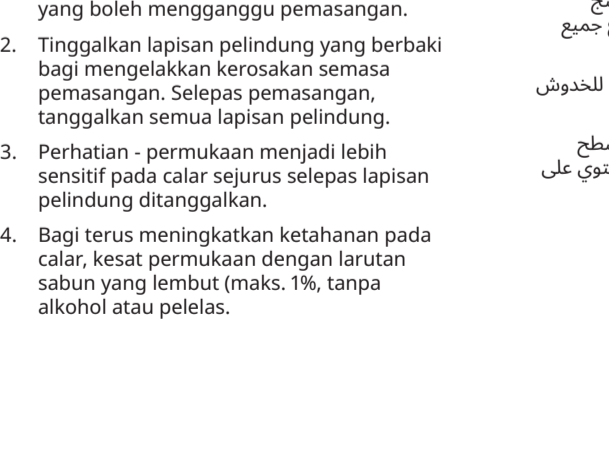 yang boleh mengganggu pemasangan.
2. Tinggalkan lapisan pelindung yang berbaki
bagi mengelakkan kerosakan semasa
pemasangan. Selepas pemasangan,
tanggalkan semua lapisan pelindung.
3. Perhatian - permukaan menjadi lebih
sensitif pada calar sejurus selepas lapisan
pelindung ditanggalkan.
4. Bagi terus meningkatkan ketahanan pada
calar, kesat permukaan dengan larutan
sabun yang lembut (maks. 1%, tanpa
alkohol atau pelelas.
جميع
للخدوش
على